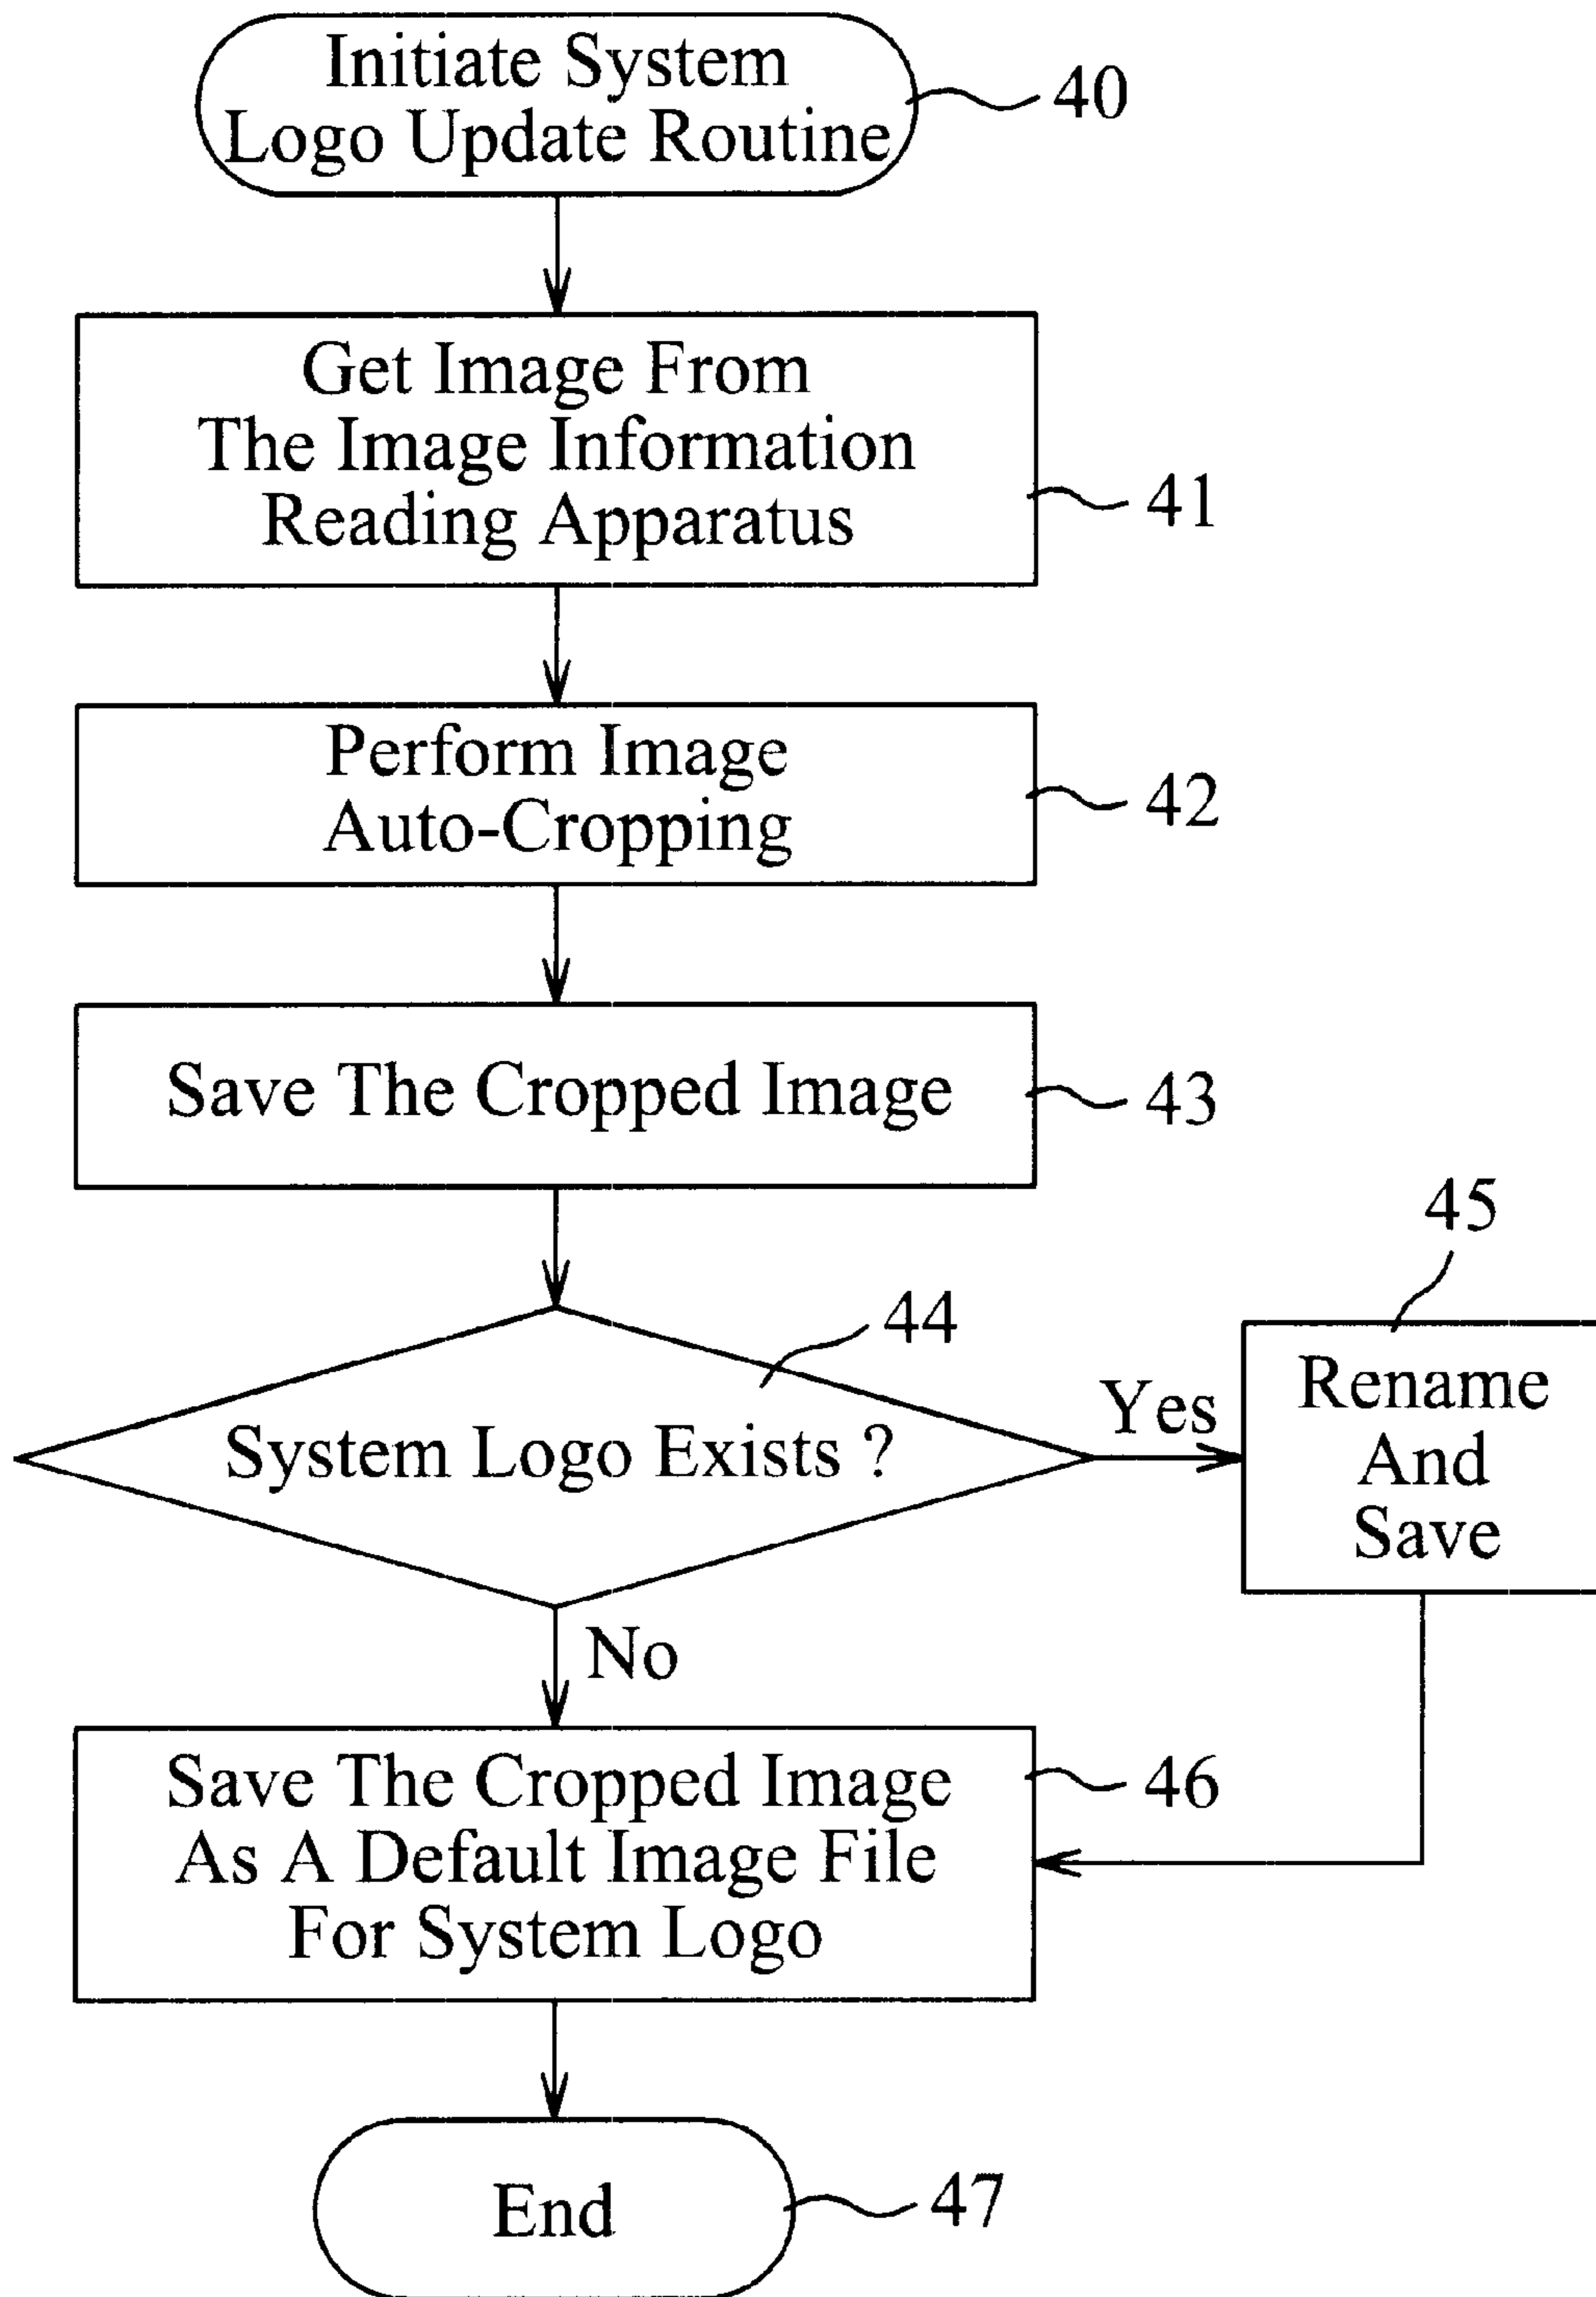 Initiate System
Logo Update Routine
40
Get Image From
The Image Information
Reading Apparatus
41
Perform Image
Auto-Cropping
42
Save The Cropped Image
43
45
44
System Logo Exists ?
Yes
Rename
And
Save
No
Save The Cropped Image
As A Default Image File
For System Logo
46
End
47